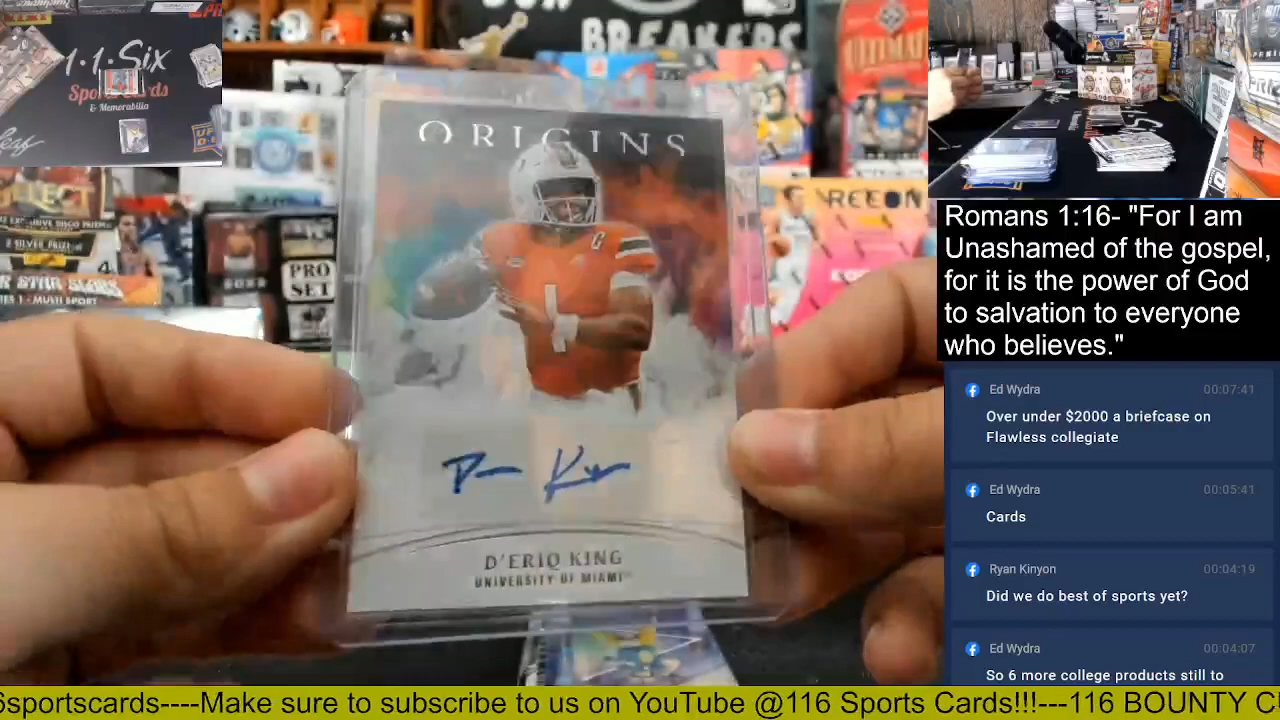 1·1·Six
Sports Cards
& Memorabilia
Leaf
BREAKERS
ORIGINS
D'ERIQ KING
UNIVERSITY OF MIAMI
PRO
SET
Romans 1:16- "For I am
Unashamed of the gospel,
for it is the power of God
to salvation to everyone
who believes."
Ed Wydra 00:07:41
Over under $2000 a briefcase on
Flawless collegiate
Ed Wydra 00:05:41
Cards
Ryan Kinyon 00:04:19
Did we do best of sports yet?
Ed Wydra 00:04:07
So 6 more college products still to
6sportscards----Make sure to subscribe to us on YouTube @116 Sports Cards!!!---116 BOUNTY